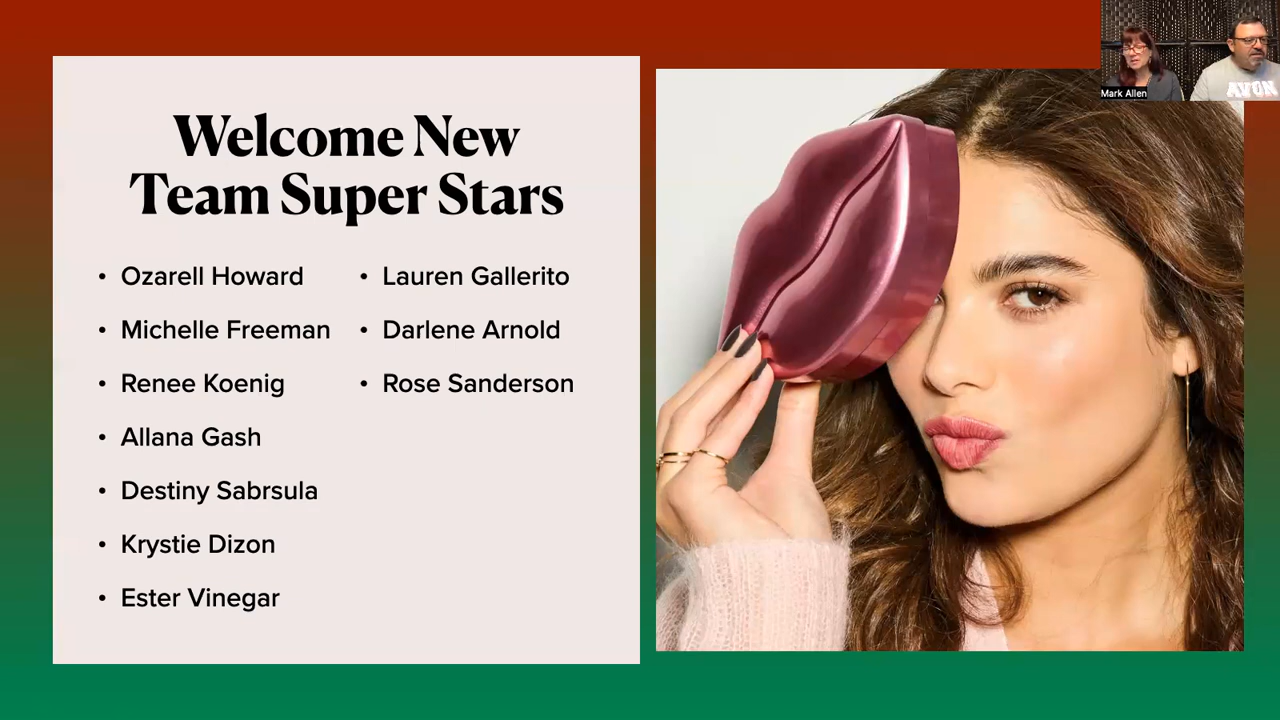 Welcome New
Team Super Stars
• Ozarell Howard
• Michelle Freeman
• Renee Koenig
• Allana Gash
• Destiny Sabrsula
• Krystie Dizon
• Ester Vinegar
• Lauren Gallerito
• Darlene Arnold
• Rose Sanderson
Mark Allen
AVON